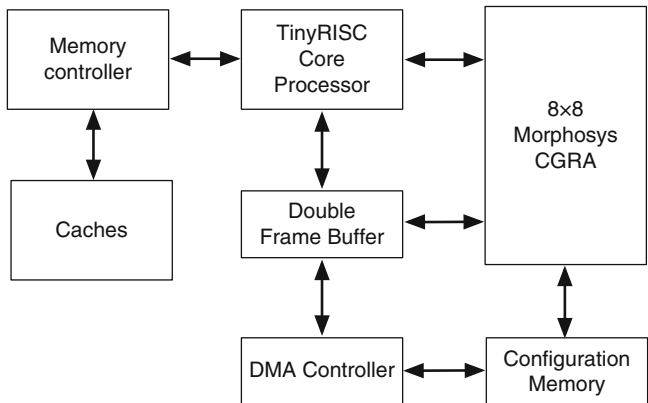 Memory
controller
TinyRISC
Core
Processor
8×8
Morphosys
CGRA
Caches
Double
Frame Buffer
DMA Controller
Configuration
Memory